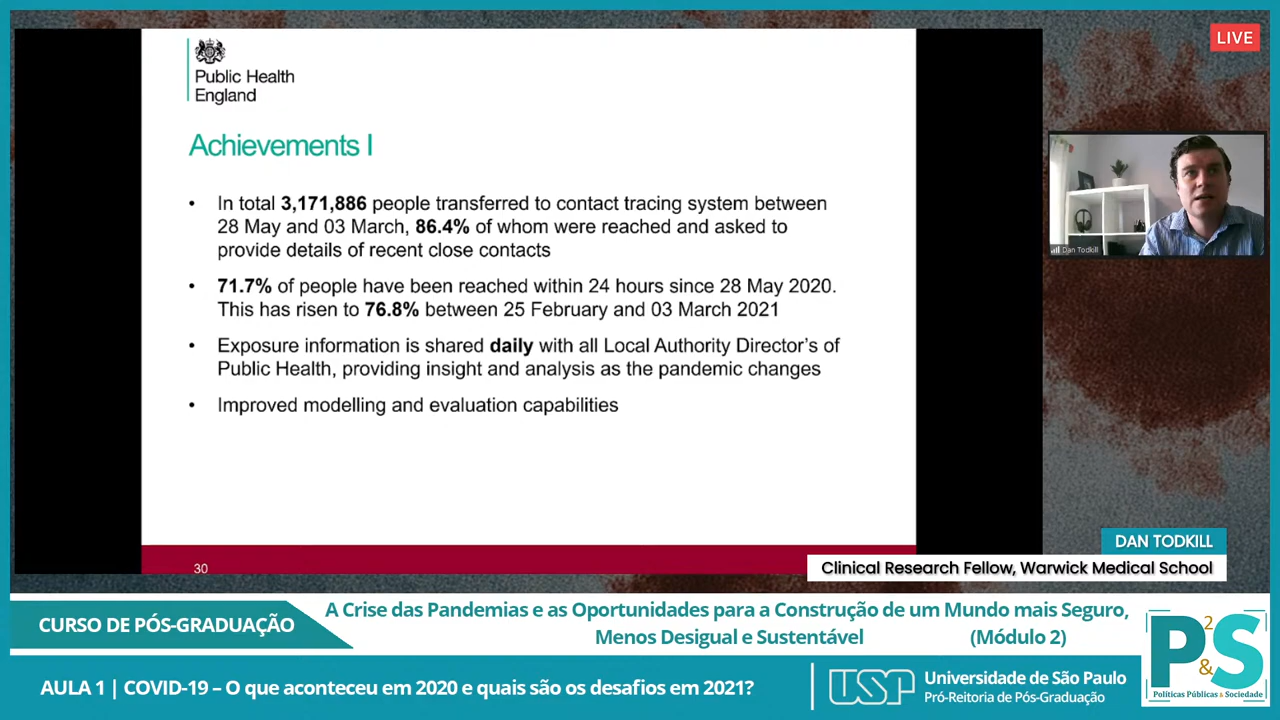 LIVE
Public Health
England
Achievements I
• In total 3,171,886 people transferred to contact tracing system between
28 May and 03 March, 86.4% of whom were reached and asked to
provide details of recent close contacts
• 71.7% of people have been reached within 24 hours since 28 May 2020.
This has risen to 76.8% between 25 February and 03 March 2021
• Exposure information is shared daily with all Local Authority Director's of
Public Health, providing insight and analysis as the pandemic changes
• Improved modelling and evaluation capabilities
30
Dan Todkill
DAN TODKILL
Clinical Research Fellow, Warwick Medical School
CURSO DE PÓS-GRADUAÇÃO
A Crise das Pandemias e as Oportunidades para a Construção de um Mundo mais Seguro,
Menos Desigual e Sustentável (Módulo 2)
AULA 1 | COVID-19 – O que aconteceu em 2020 e quais são os desafios em 2021?
USP
Universidade de São Paulo
Pró-Reitoria de Pós-Graduação
P2&S
Políticas Públicas & Sociedade